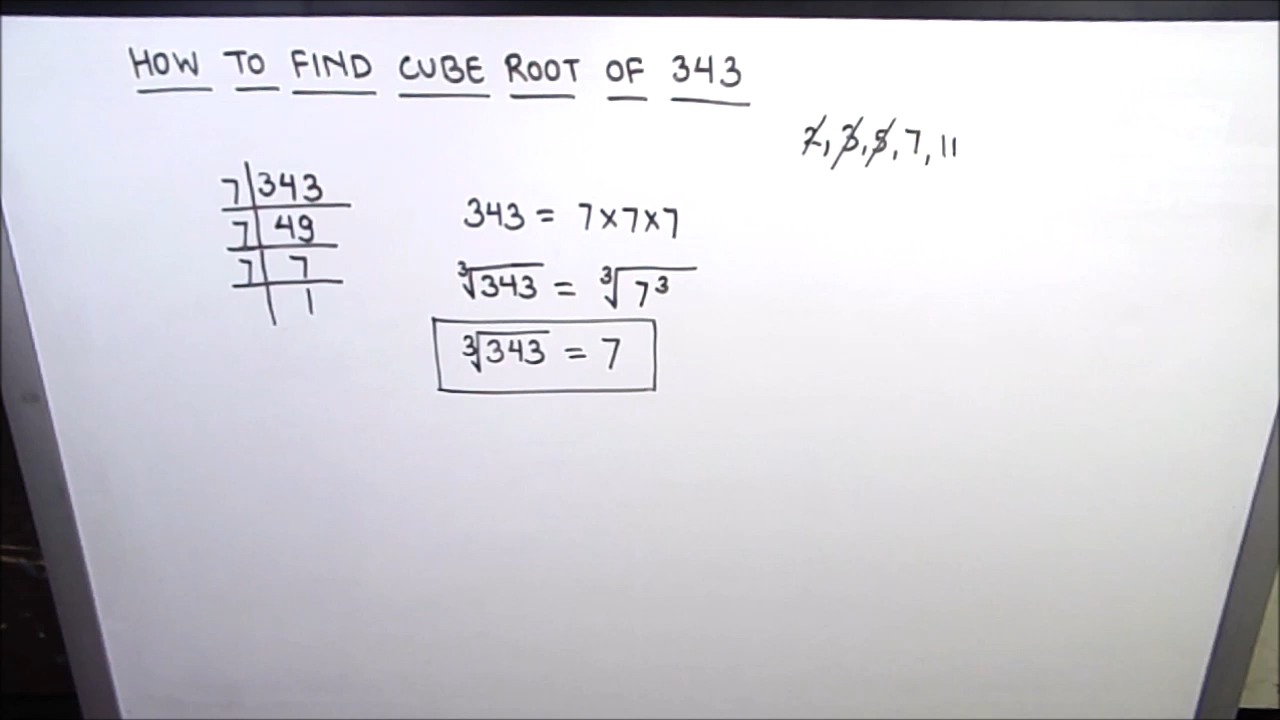 HOW TO FIND CUBE ROOT OF 343
2, 3, 5, 7, 11
7 | 343
7 | 49
7 | 7
| 1
343 = 7×7×7
∛343 = ∛7³
∛343 = 7